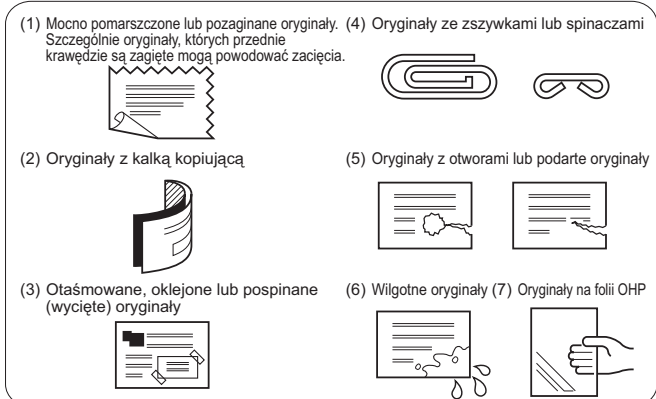 (1) Mocno pomarszczone lub pozaginane oryginały.
Szczególnie oryginały, których przednie
krawędzie są zagięte mogą powodować zacięcia.
(2) Oryginały z kalką kopiującą
(3) Otaśmowane, oklejone lub pospinane
(wycięte) oryginały
(4) Oryginały ze zszywkami lub spinaczami
(5) Oryginały z otworami lub podarte oryginały
(6) Wilgotne oryginały
(7) Oryginały na folii OHP